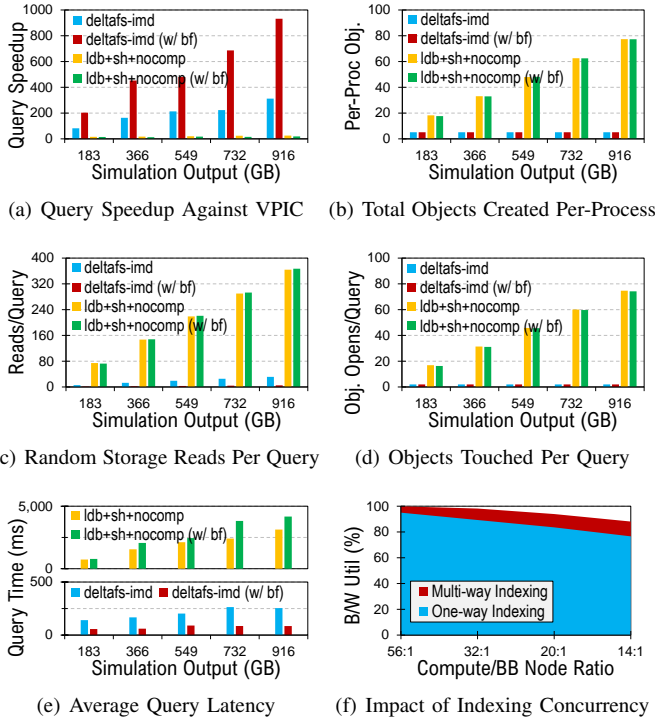 1000
800
600
400
200
0
Query Speedup
deltafs-imd
deltafs-imd (w/ bf)
ldb+sh+nocomp
ldb+sh+nocomp (w/ bf)
183 366 549 732 916
Simulation Output (GB)
(a) Query Speedup Against VPIC
100
80
60
40
20
0
Per-Proc Obj.
deltafs-imd
deltafs-imd (w/ bf)
ldb+sh+nocomp
ldb+sh+nocomp (w/ bf)
183 366 549 732 916
Simulation Output (GB)
(b) Total Objects Created Per-Process
400
320
240
160
80
0
Reads/Query
deltafs-imd
deltafs-imd (w/ bf)
ldb+sh+nocomp
ldb+sh+nocomp (w/ bf)
183 366 549 732 916
Simulation Output (GB)
c) Random Storage Reads Per Query
100
80
60
40
20
0
Obj. Opens/Query
deltafs-imd
deltafs-imd (w/ bf)
ldb+sh+nocomp
ldb+sh+nocomp (w/ bf)
183 366 549 732 916
Simulation Output (GB)
(d) Objects Touched Per Query
5,000
0
500
0
Query Time (ms)
ldb+sh+nocomp
ldb+sh+nocomp (w/ bf)
deltafs-imd deltafs-imd (w/ bf)
183 366 549 732 916
Simulation Output (GB)
(e) Average Query Latency
100
80
60
40
20
0
B/W Util (%)
Multi-way Indexing
One-way Indexing
56:1 32:1 20:1 14:1
Compute/BB Node Ratio
(f) Impact of Indexing Concurrency